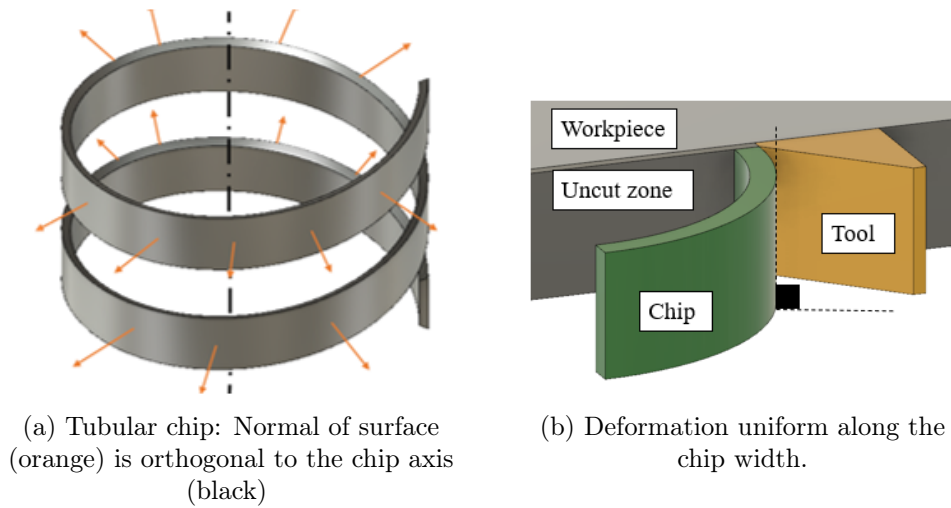 Workpiece
Uncut zone
Tool
Chip
(a) Tubular chip: Normal of surface
(orange) is orthogonal to the chip axis
(black)
(b) Deformation uniform along the
chip width.